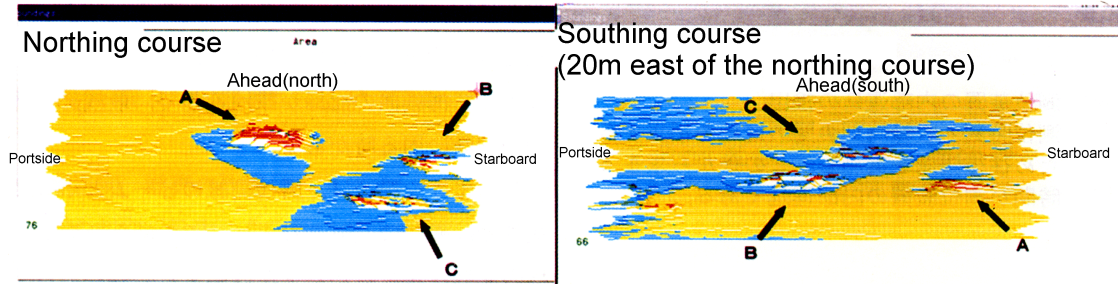 Northing course
Area
Ahead(north)
A
B
Portside
Starboard
76
C
Southing course
(20m east of the northing course)
Ahead(south)
C
Portside
Starboard
66
B
A